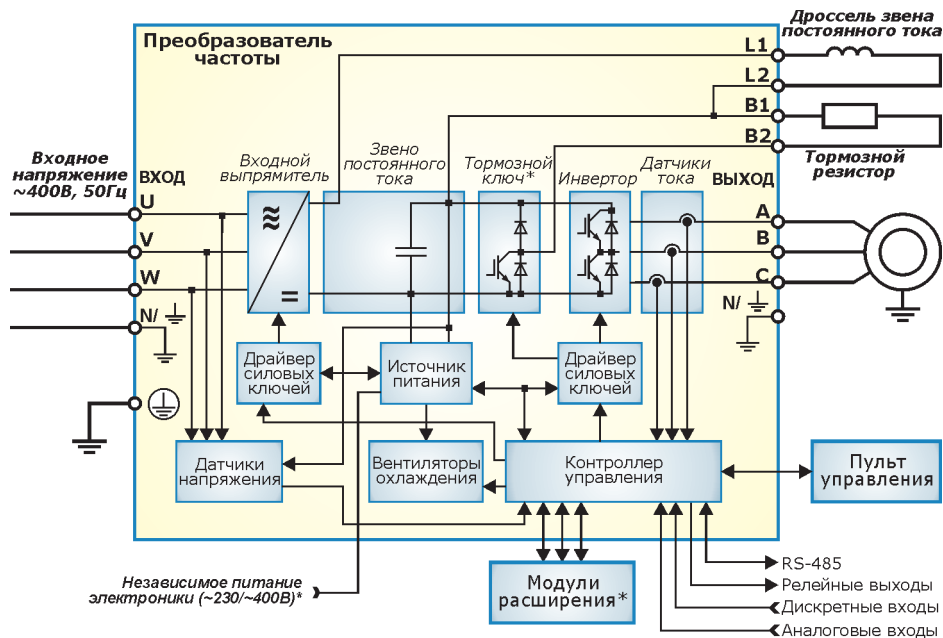 Преобразователь
частоты
Дроссель звена
постоянного тока
L1
L2
B1
B2
Тормозной
резистор
Входное
напряжение
~400В, 50Гц
ВХОД
Входной
выпрямитель
Звено
постоянного
тока
Тормозной
ключ*
Инвертор
Датчики
тока
ВЫХОД
U
V
W
N/
≋
=
A
B
C
N/
Драйвер
силовых
ключей
Источник
питания
Драйвер
силовых
ключей
Датчики
напряжения
Вентиляторы
охлаждения
Контроллер
управления
Пульт
управления
Независимое питание
электроники (~230/~400В)*
Модули
расширения*
RS-485
Релейные выходы
Дискретные входы
Аналоговые входы